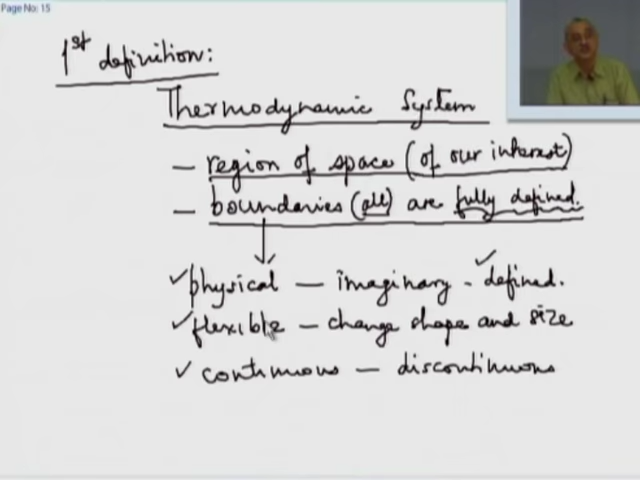 Page No: 15
1st definition:
Thermodynamic System
— region of space (of our interest)
— boundaries (all) are fully defined.
✓ physical — imaginary - defined.
✓ flexible — change shape and size
✓ continuous — discontinuous